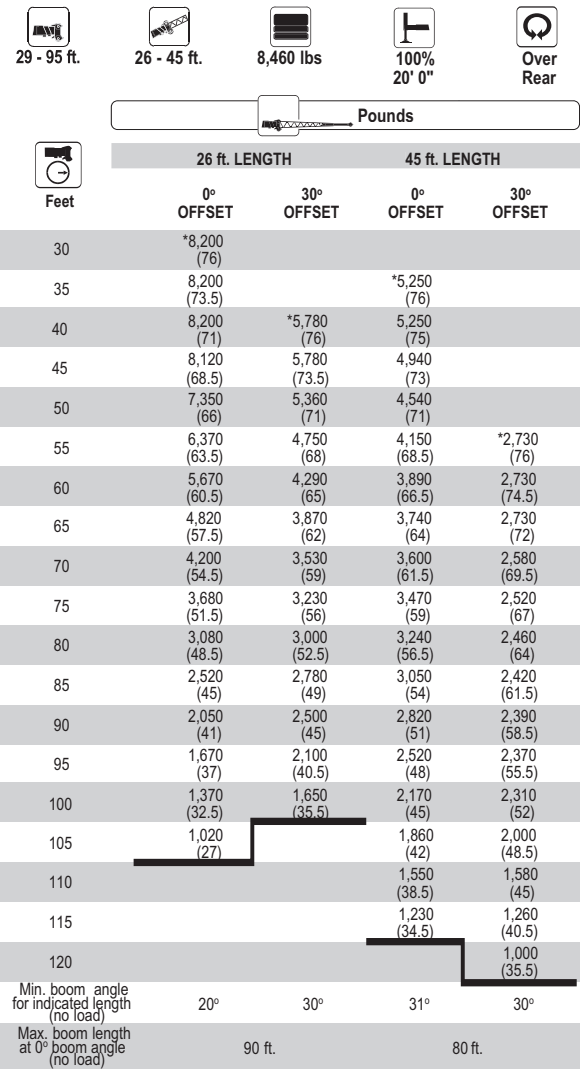 29 - 95 ft. 26 - 45 ft. 8,460 lbs 100% Over
20' 0" Rear
Pounds
Feet
26 ft. LENGTH 45 ft. LENGTH
0º 30º 0º 30º
OFFSET OFFSET OFFSET OFFSET
30 *8,200
(76)
35 8,200 *5,250
(73.5) (76)
40 8,200 *5,780 5,250
(71) (76) (75)
45 8,120 5,780 4,940
(68.5) (73.5) (73)
50 7,350 5,360 4,540
(66) (71) (71)
55 6,370 4,750 4,150 *2,730
(63.5) (68) (68.5) (76)
60 5,670 4,290 3,890 2,730
(60.5) (65) (66.5) (74.5)
65 4,820 3,870 3,740 2,730
(57.5) (62) (64) (72)
70 4,200 3,530 3,600 2,580
(54.5) (59) (61.5) (69.5)
75 3,680 3,230 3,470 2,520
(51.5) (56) (59) (67)
80 3,080 3,000 3,240 2,460
(48.5) (52.5) (56.5) (64)
85 2,520 2,780 3,050 2,420
(45) (49) (54) (61.5)
90 2,050 2,500 2,820 2,390
(41) (45) (51) (58.5)
95 1,670 2,100 2,520 2,370
(37) (40.5) (48) (55.5)
100 1,370 1,650 2,170 2,310
(32.5) (35.5) (45) (52)
105 1,020 1,860 2,000
(27) (42) (48.5)
110 1,550 1,580
(38.5) (45)
115 1,230 1,260
(34.5) (40.5)
120 1,000
(35.5)
Min. boom angle
for indicated length 20º 30º 31º 30º
(no load)
Max. boom length
at 0º boom angle 90 ft. 80 ft.
(no load)